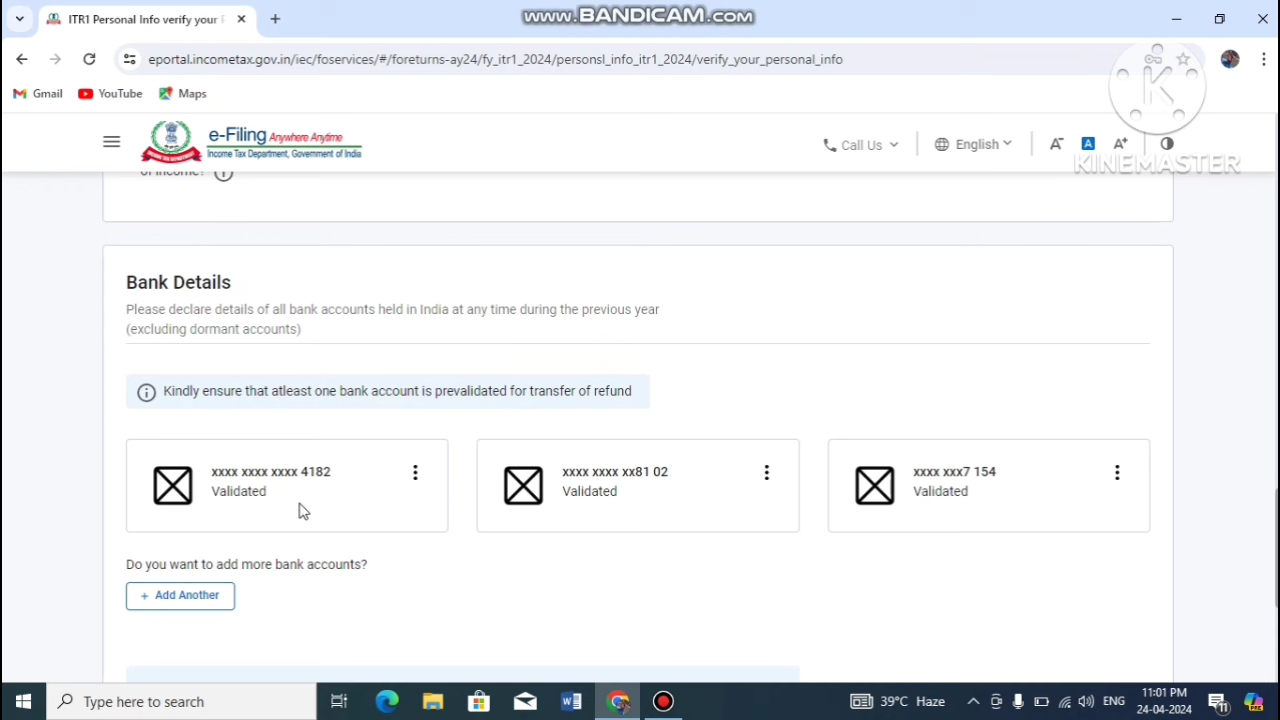 www.BANDICAM.com
ITR1 Personal Info verify your P
eportal.incometax.gov.in/iec/foservices/#/foreturns-ay24/fy_itr1_2024/personsl_info_itr1_2024/verify_your_personal_info
Gmail YouTube Maps
e-Filing Anywhere Anytime
Income Tax Department, Government of India
Call Us English A- A A+
KINEMASTER
of income?
Bank Details
Please declare details of all bank accounts held in India at any time during the previous year
(excluding dormant accounts)
Kindly ensure that atleast one bank account is prevalidated for transfer of refund
xxxx xxxx xxxx 4182
Validated
xxxx xxxx xx81 02
Validated
xxxx xxx7 154
Validated
Do you want to add more bank accounts?
+ Add Another
Type here to search
39°C Haze
ENG
11:01 PM
24-04-2024
11